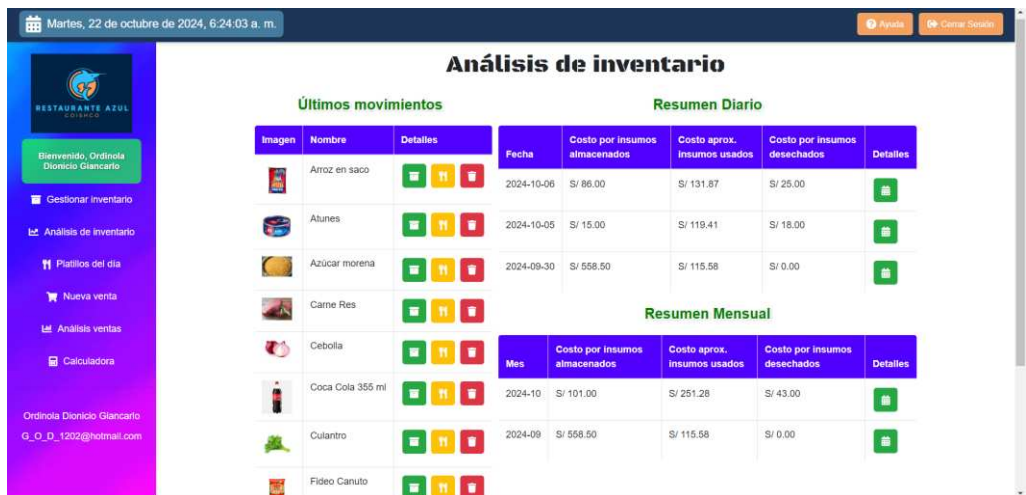 Martes, 22 de octubre de 2024, 6:24:03 a. m.
Ayuda
Cerrar Sesión
RESTAURANTE AZUL
COISHCO
Bienvenido, Ordinola
Dionicio Giancarlo
Gestionar inventario
Análisis de inventario
Platillos del día
Nueva venta
Análisis ventas
Calculadora
Ordinola Dionicio Giancarlo
G_O_D_1202@hotmail.com
Análisis de inventario
Últimos movimientos
Imagen Nombre Detalles
Arroz en saco
Atunes
Azúcar morena
Carne Res
Cebolla
Coca Cola 355 ml
Culantro
Fideo Canuto
Resumen Diario
Fecha Costo por insumos almacenados Costo aprox. insumos usados Costo por insumos desechados Detalles
2024-10-06 S/ 86.00 S/ 131.87 S/ 25.00
2024-10-05 S/ 15.00 S/ 119.41 S/ 18.00
2024-09-30 S/ 558.50 S/ 115.58 S/ 0.00
Resumen Mensual
Mes Costo por insumos almacenados Costo aprox. insumos usados Costo por insumos desechados Detalles
2024-10 S/ 101.00 S/ 251.28 S/ 43.00
2024-09 S/ 558.50 S/ 115.58 S/ 0.00